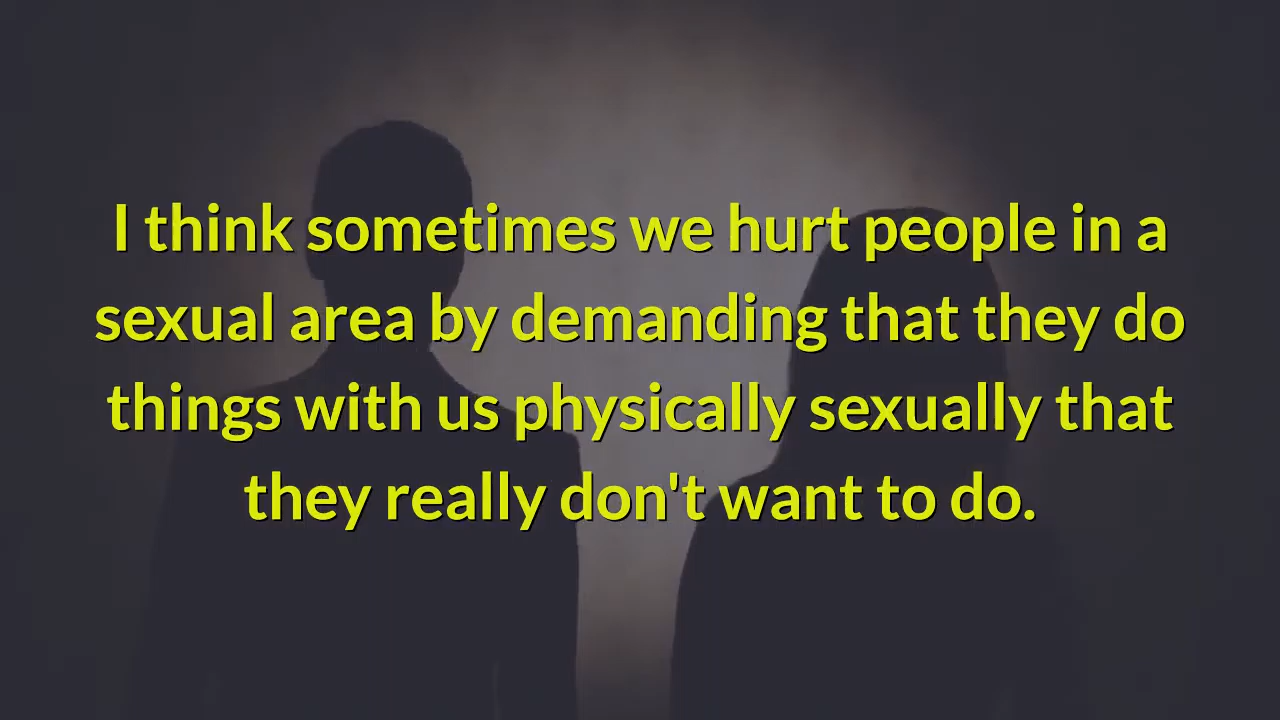 I think sometimes we hurt people in a
sexual area by demanding that they do
things with us physically sexually that
they really don't want to do.